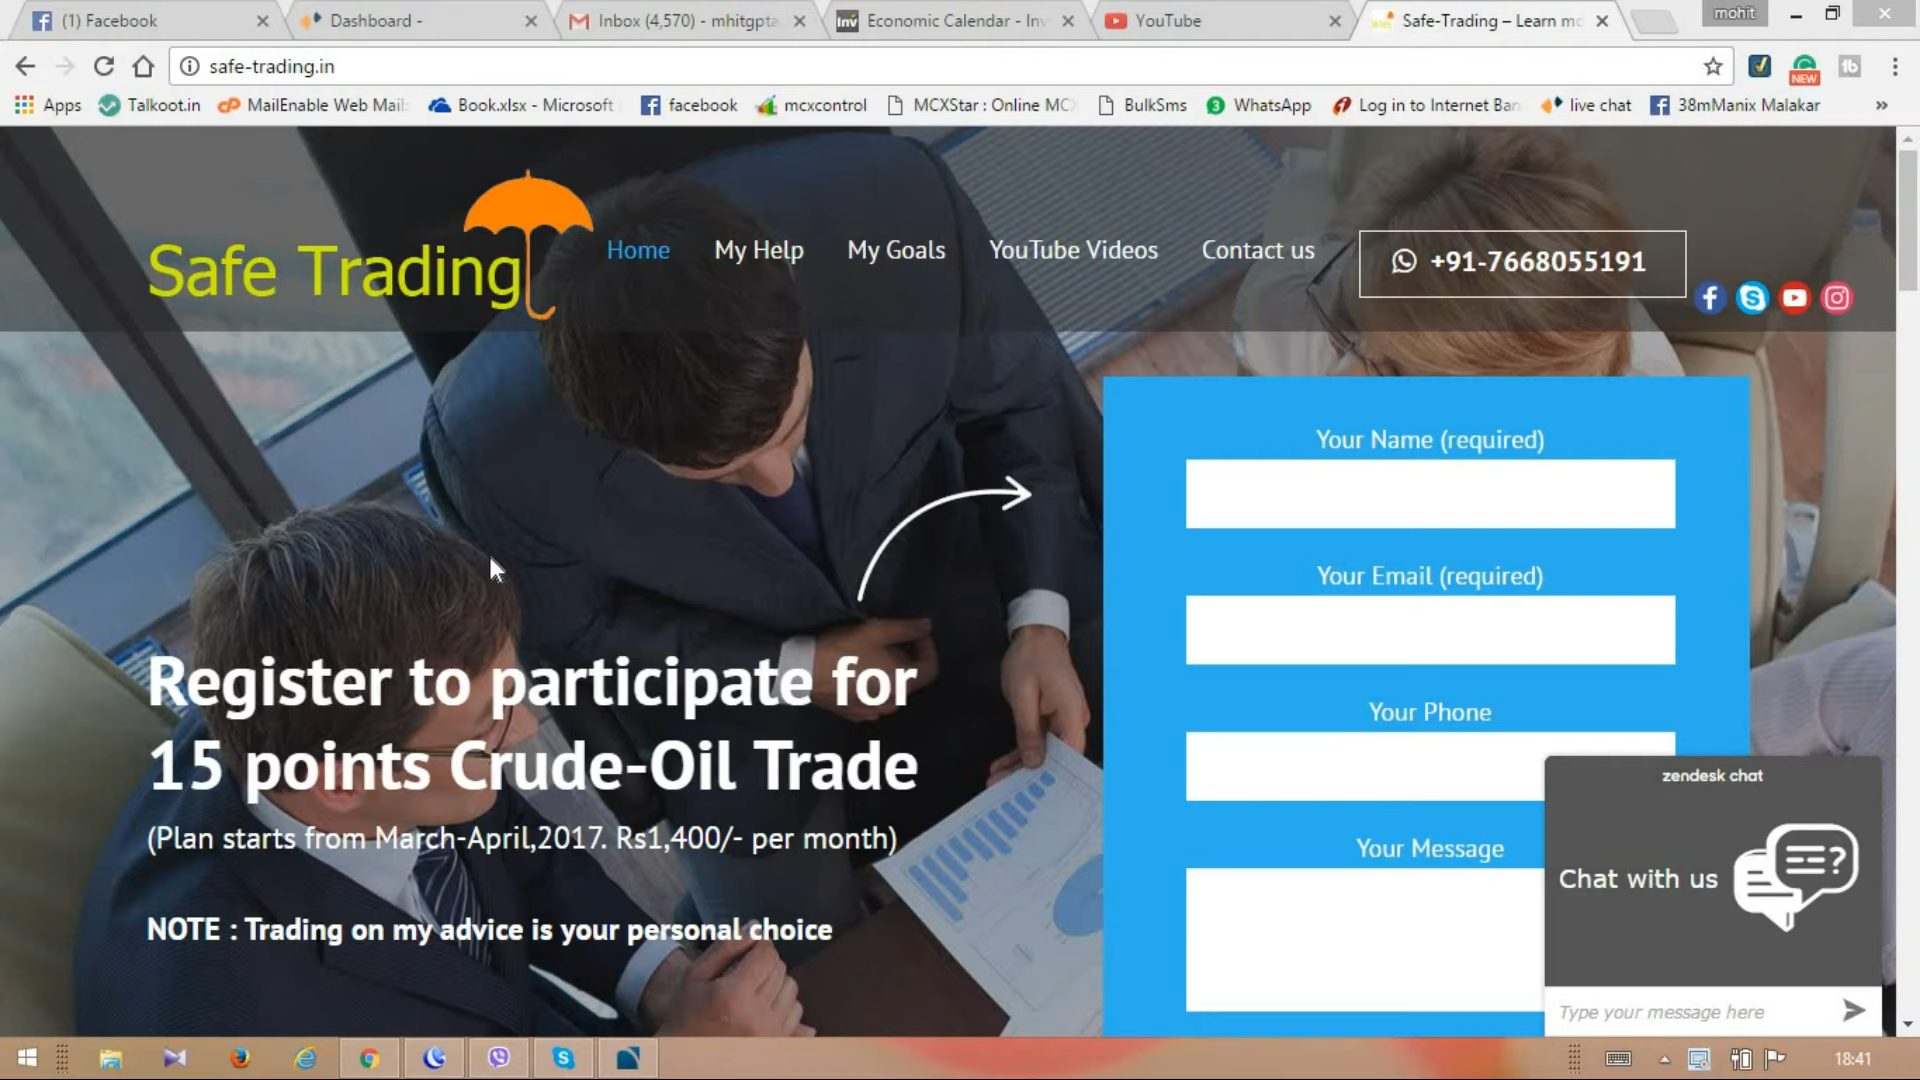 (1) Facebook
Dashboard -
Inbox (4,570) - mhitgpta
Economic Calendar - Inv
YouTube
Safe-Trading – Learn mo
mohit
safe-trading.in
NEW
Apps
Talkoot.in
MailEnable Web Mail
Book.xlsx - Microsoft
facebook
mcxcontrol
MCXStar : Online MCX
BulkSms
WhatsApp
Log in to Internet Ban
live chat
38mManix Malakar
»
Safe Trading
Home
My Help
My Goals
YouTube Videos
Contact us
+91-7668055191
Your Name (required)
Your Email (required)
Your Phone
Your Message
Register to participate for
15 points Crude-Oil Trade
(Plan starts from March-April,2017. Rs1,400/- per month)
NOTE : Trading on my advice is your personal choice
zendesk chat
Chat with us
Type your message here
18:41